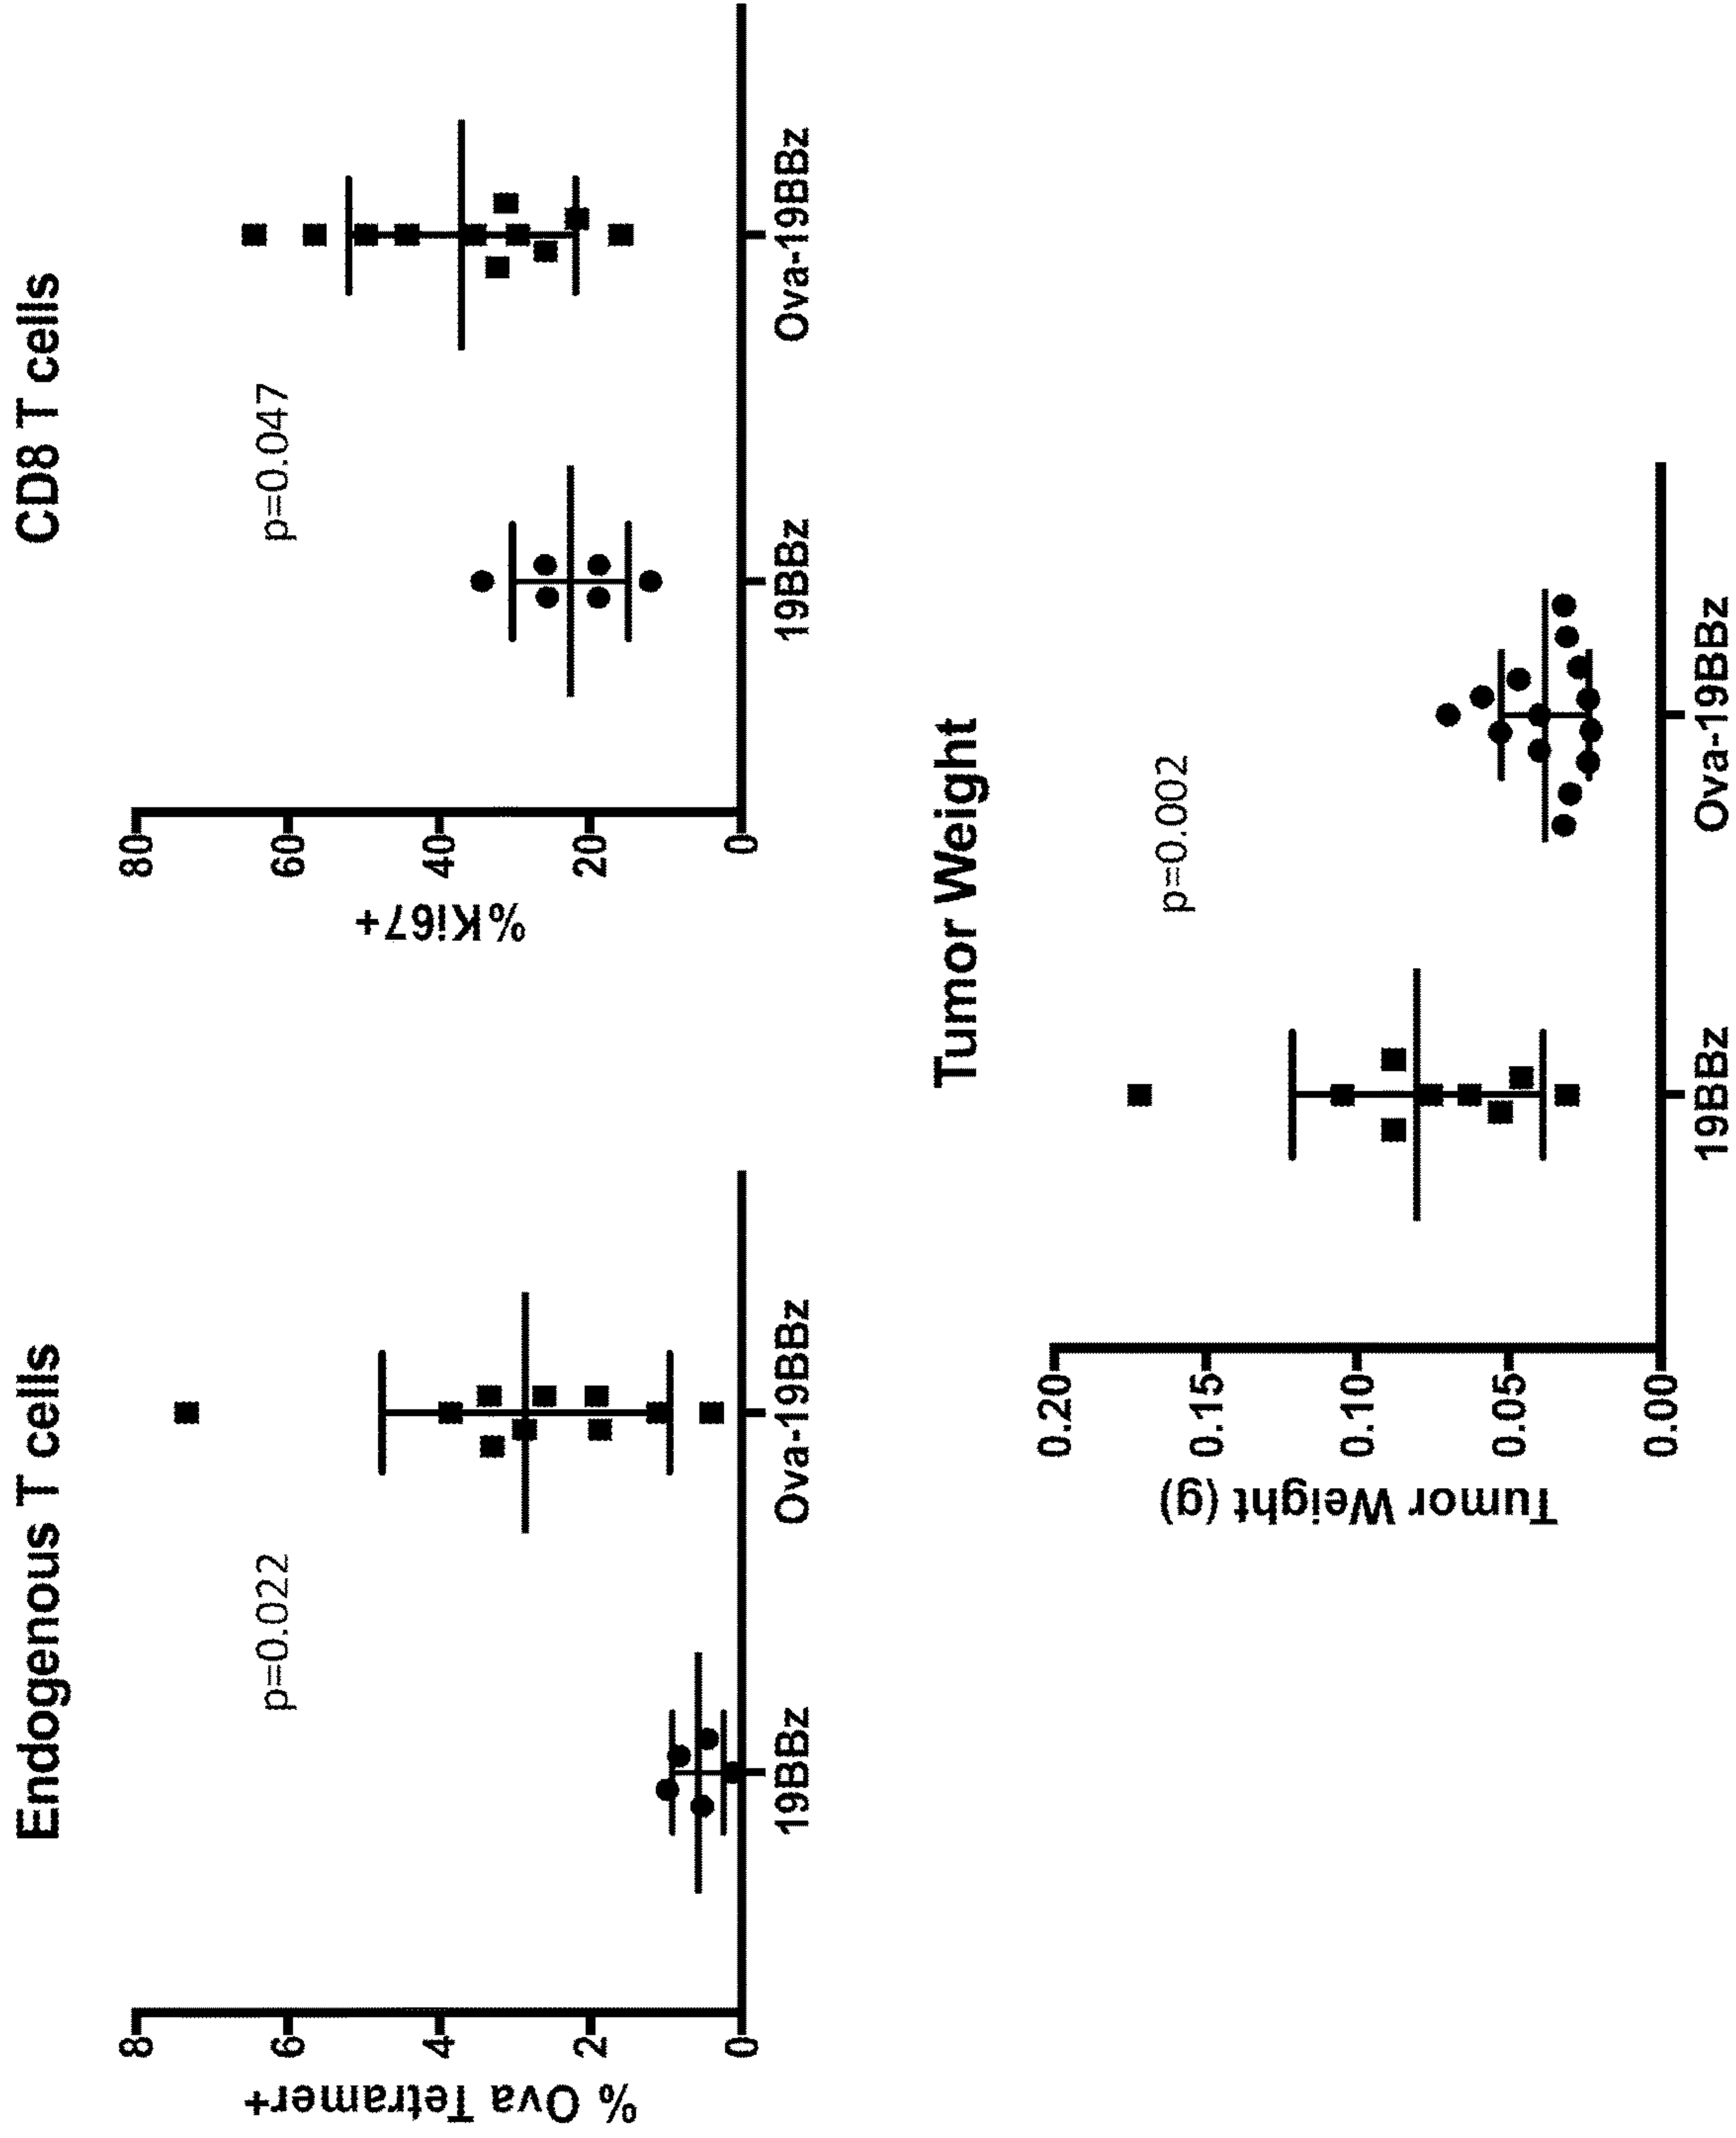 Endogenous T cells
% Ova Tetramer+
8
6
4
2
0
p=0.022
19BBz
Ova-19BBz
CD8 T cells
%Ki67+
80
60
40
20
0
p=0.047
19BBz
Ova-19BBz
Tumor Weight
Tumor Weight (g)
0.20
0.15
0.10
0.05
0.00
p=0.002
19BBz
Ova-19BBz